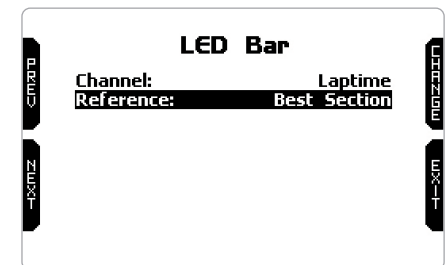 LED Bar
PREV
CHANGE
Channel: Laptime
Reference: Best Section
NEXT
EXIT